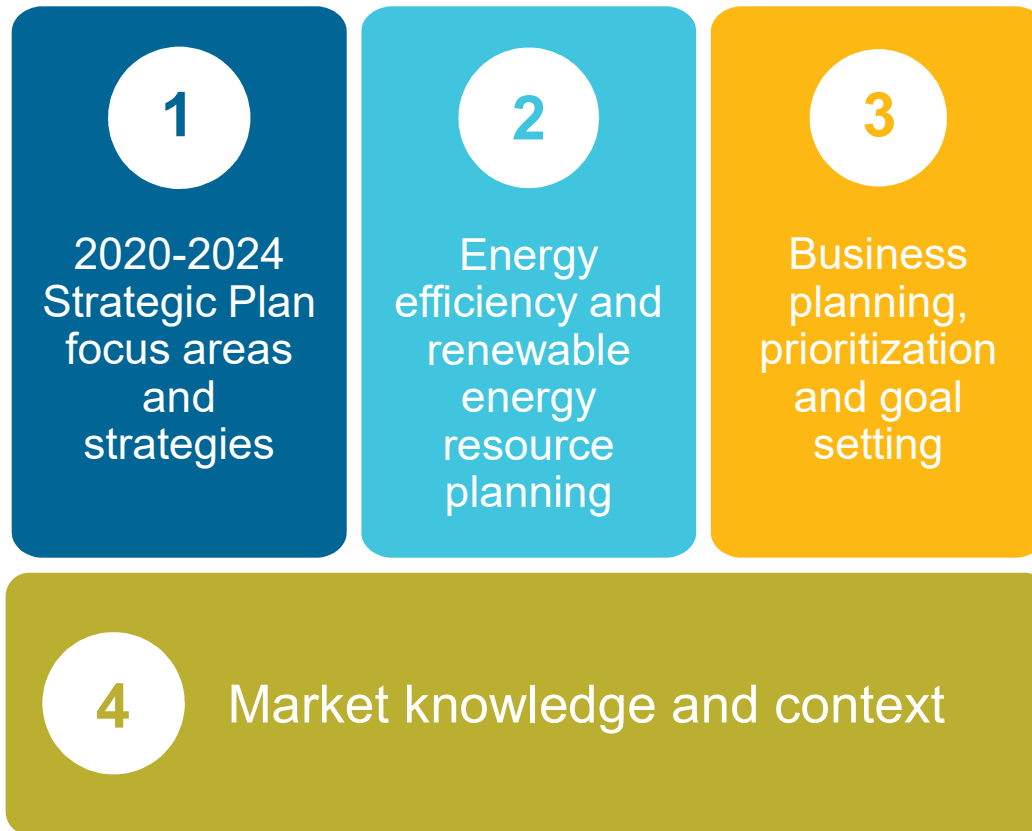 1
2020-2024
Strategic Plan
focus areas
and
strategies
2
Energy
efficiency and
renewable
energy
resource
planning
3
Business
planning,
prioritization
and goal
setting
4
Market knowledge and context